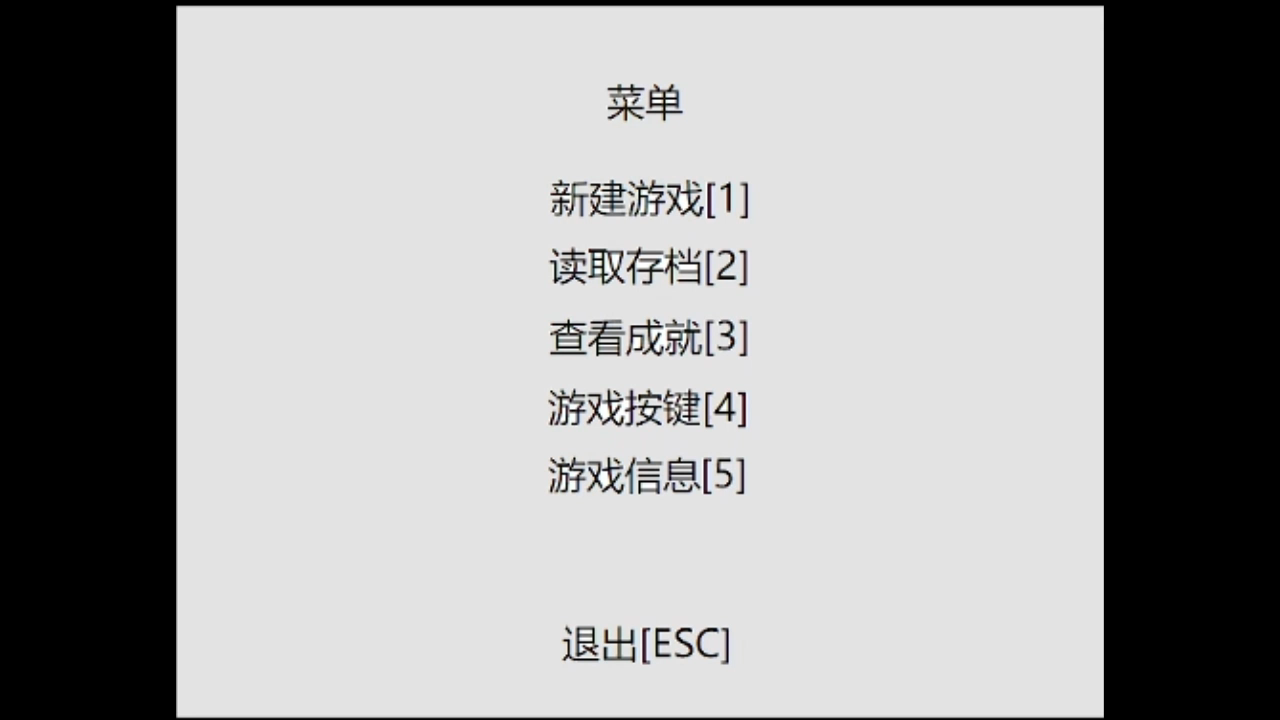 菜单
新建游戏[1]
读取存档[2]
查看成就[3]
游戏按键[4]
游戏信息[5]
退出[ESC]